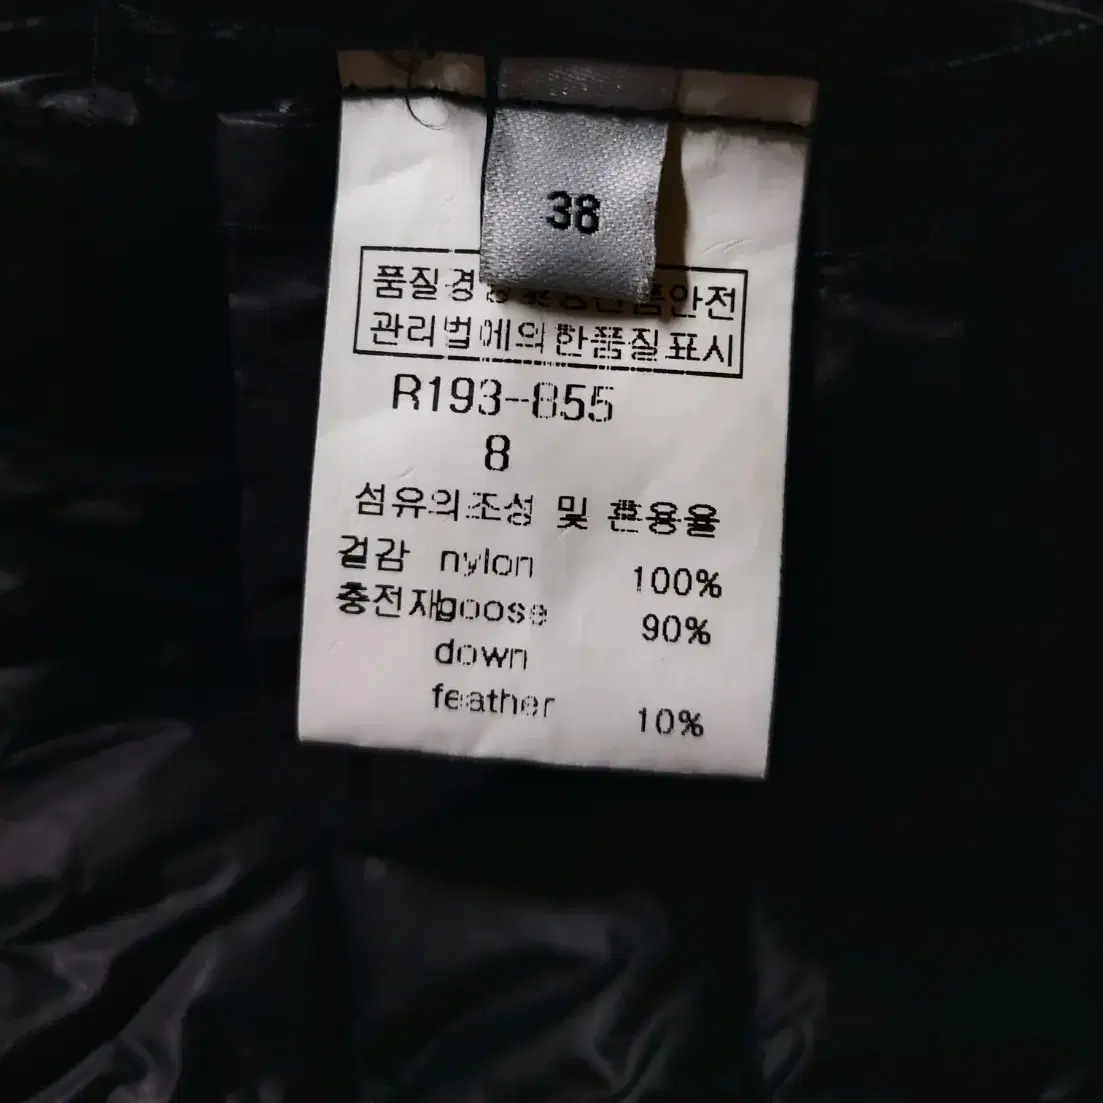 38
품질경 안전
관리법에의한품질표시
R193-855
8
섬유의조성 및 혼용율
겉감 nylon 100%
충전재goose 90%
down
feather 10%